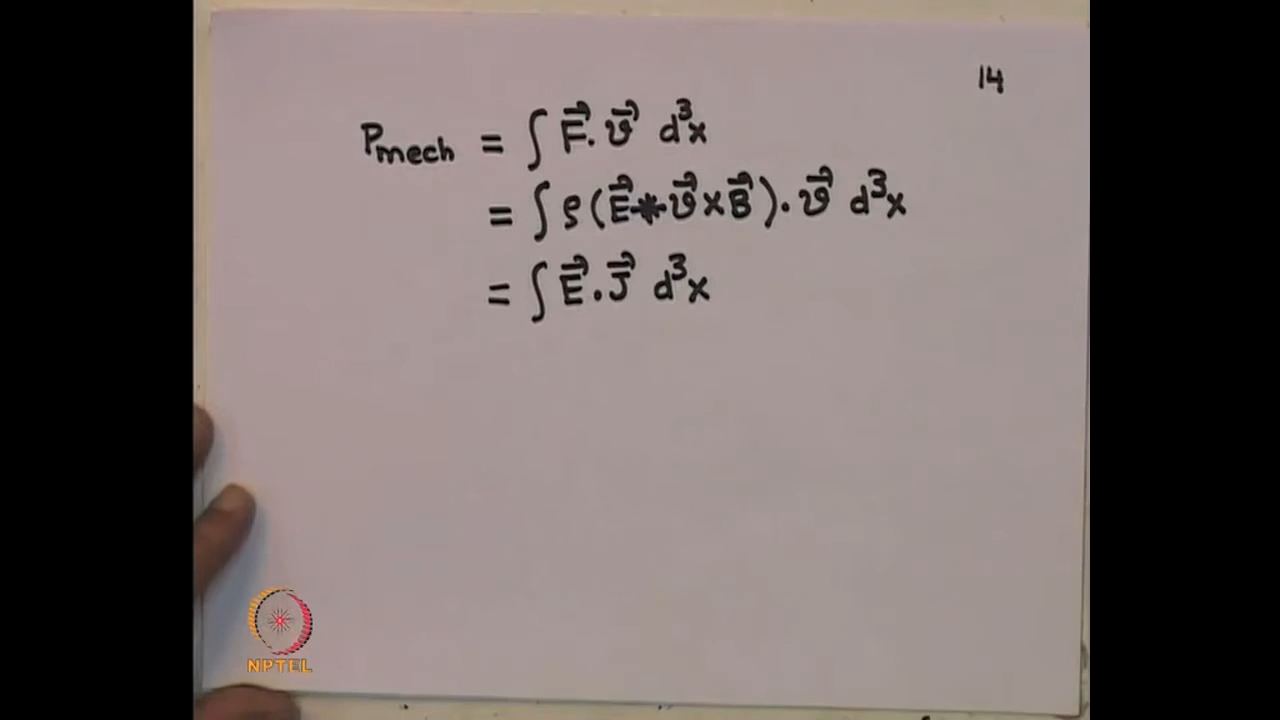 14
P_mech = ∫ F⃗ . v⃗ d³x
= ∫ ρ ( E⃗ + v⃗ × B⃗ ) . v⃗ d³x
= ∫ E⃗ . J⃗ d³x
NPTEL